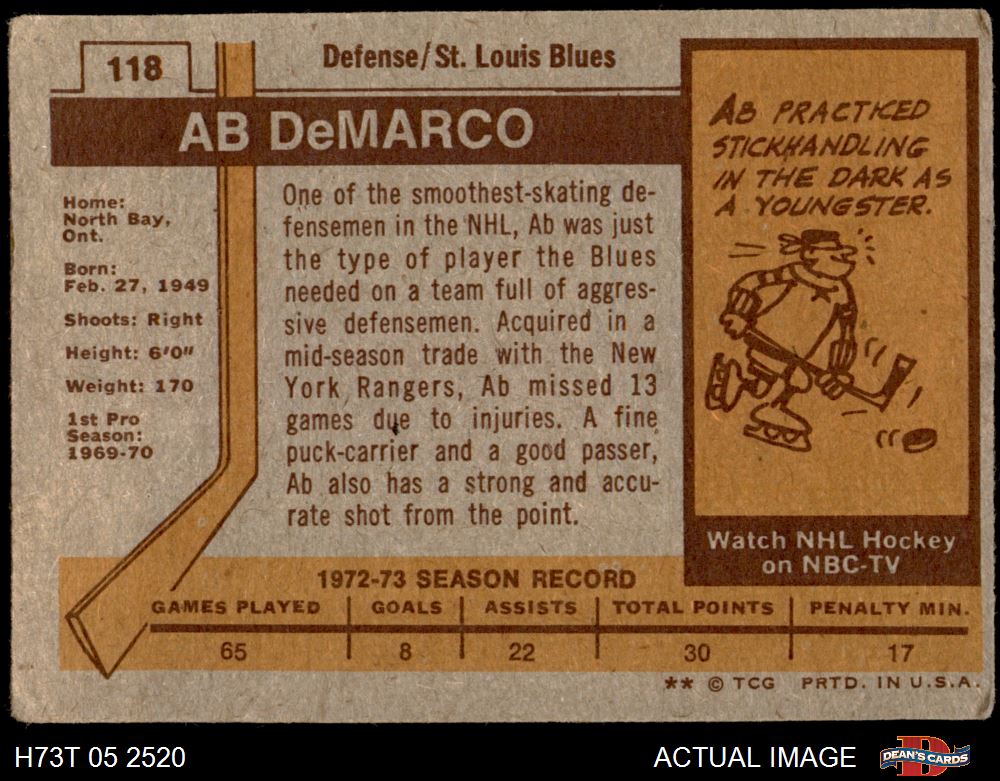 118
Defense/St. Louis Blues
AB DeMARCO
Home:
North Bay,
Ont.
Born:
Feb. 27, 1949
Shoots: Right
Height: 6'0"
Weight: 170
1st Pro
Season:
1969-70
One of the smoothest-skating de-
fensemen in the NHL, Ab was just
the type of player the Blues
needed on a team full of aggres-
sive defensemen. Acquired in a
mid-season trade with the New
York Rangers, Ab missed 13
games due to injuries. A fine
puck-carrier and a good passer,
Ab also has a strong and accu-
rate shot from the point.
AB PRACTICED
STICKHANDLING
IN THE DARK AS
A YOUNGSTER.
Watch NHL Hockey
on NBC-TV
1972-73 SEASON RECORD
GAMES PLAYED GOALS ASSISTS TOTAL POINTS PENALTY MIN.
65 8 22 30 17
** © TCG PRTD. IN U.S.A.
H73T 05 2520
ACTUAL IMAGE
D
DEAN'S CARDS